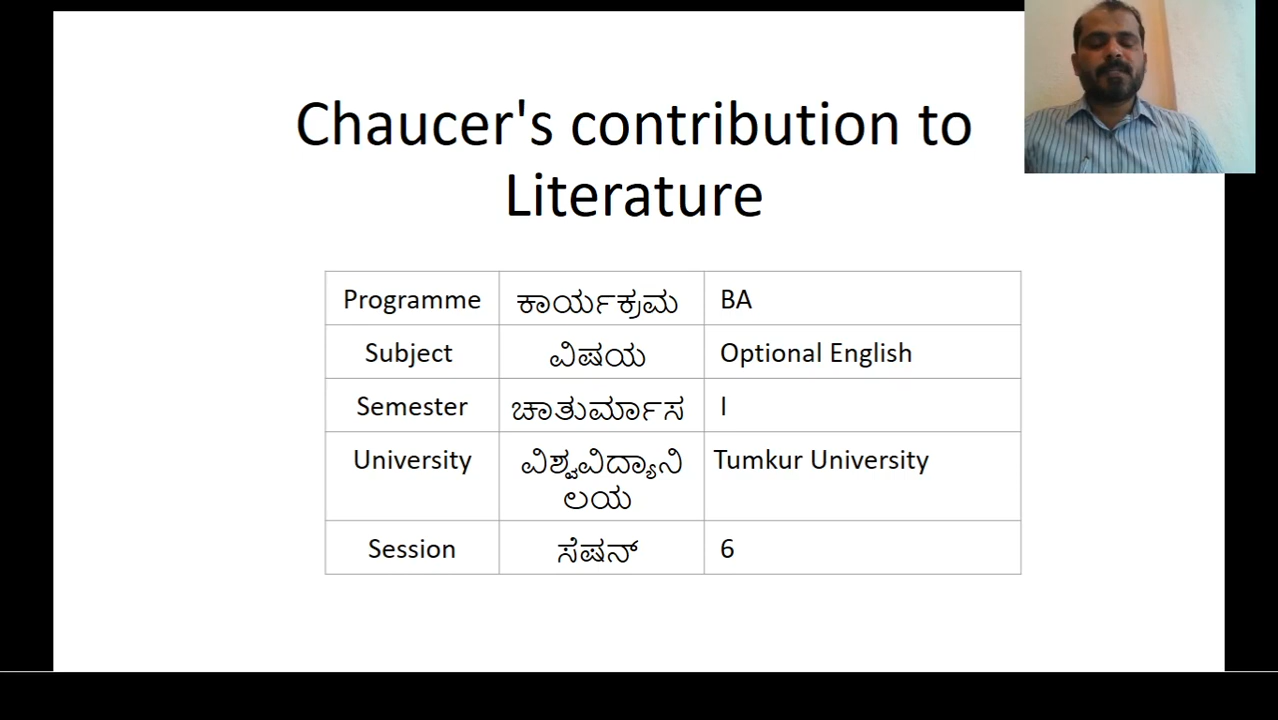 Chaucer's contribution to
Literature
Programme ಕಾರ್ಯಕ್ರಮ BA
Subject ವಿಷಯ Optional English
Semester ಚಾತುರ್ಮಾಸ I
University ವಿಶ್ವವಿದ್ಯಾನಿ Tumkur University
ಲಯ
Session ಸೆಷನ್ 6